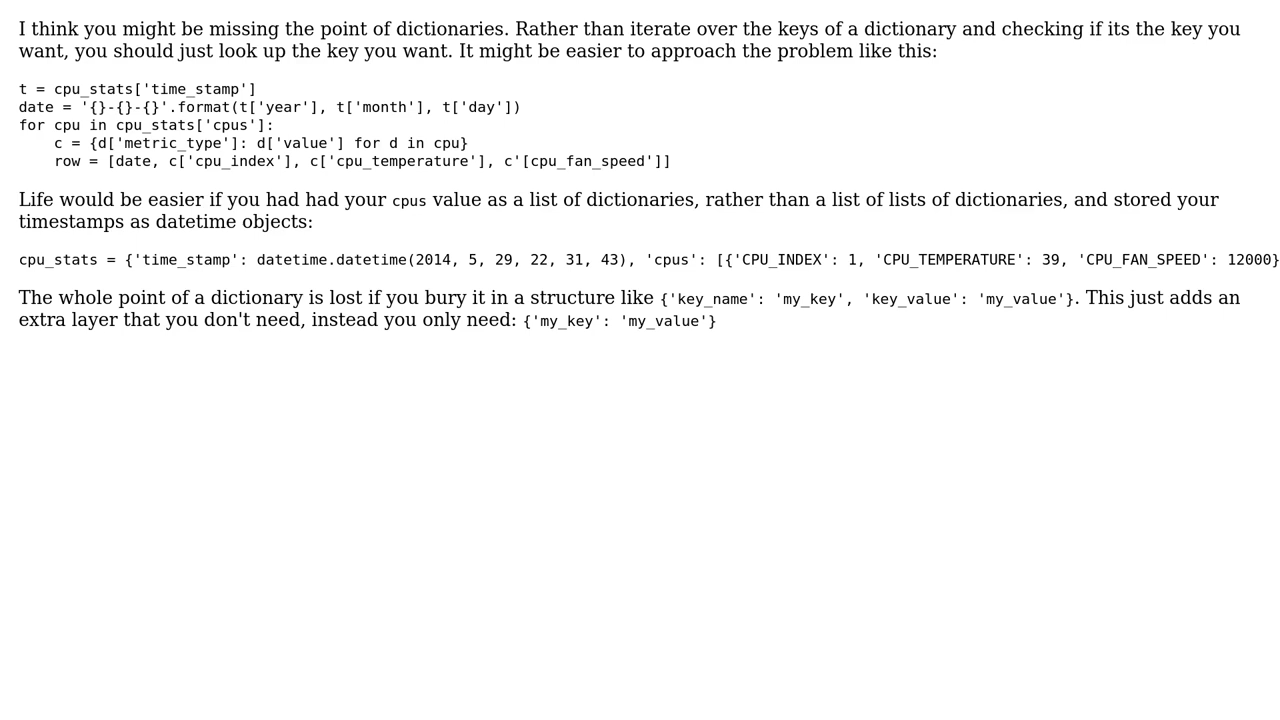 I think you might be missing the point of dictionaries. Rather than iterate over the keys of a dictionary and checking if its the key you
want, you should just look up the key you want. It might be easier to approach the problem like this:
t = cpu_stats['time_stamp']
date = '{}-{}-{}'.format(t['year'], t['month'], t['day'])
for cpu in cpu_stats['cpus']:
    c = {d['metric_type']: d['value'] for d in cpu}
    row = [date, c['cpu_index'], c['cpu_temperature'], c'[cpu_fan_speed']]
Life would be easier if you had had your cpus value as a list of dictionaries, rather than a list of lists of dictionaries, and stored your
timestamps as datetime objects:
cpu_stats = {'time_stamp': datetime.datetime(2014, 5, 29, 22, 31, 43), 'cpus': [{'CPU_INDEX': 1, 'CPU_TEMPERATURE': 39, 'CPU_FAN_SPEED': 12000}
The whole point of a dictionary is lost if you bury it in a structure like {'key_name': 'my_key', 'key_value': 'my_value'}. This just adds an
extra layer that you don't need, instead you only need: {'my_key': 'my_value'}